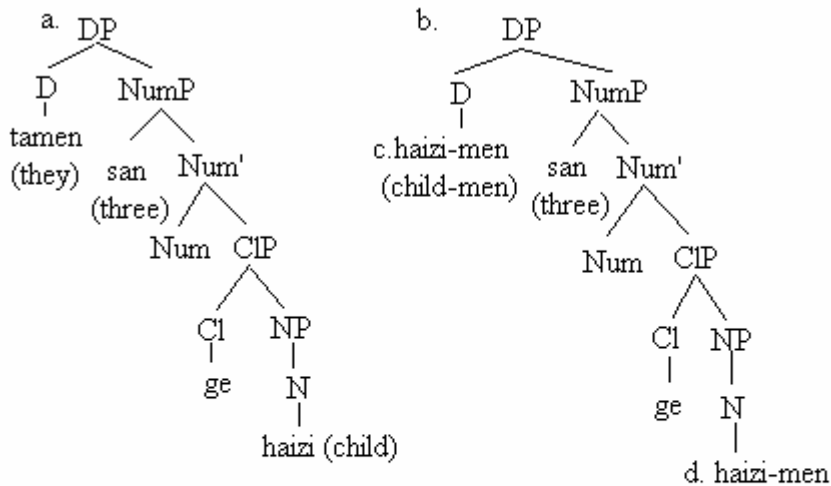 a. DP b. DP
D NumP D NumP
tamen san Num' c.haizi-men san Num'
(they) (three) (child-men) (three)
Num ClP Num ClP
Cl NP Cl NP
ge N ge N
haizi (child) d. haizi-men